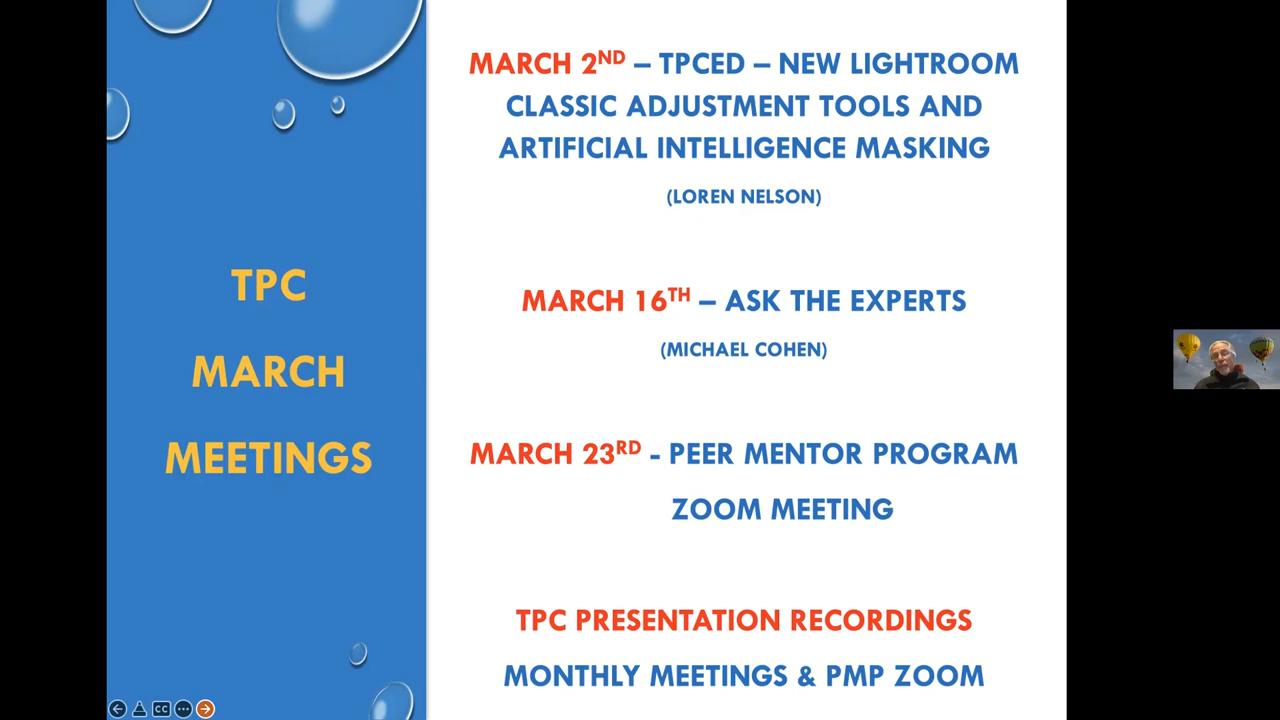 TPC
MARCH
MEETINGS
MARCH 2ND – TPCED – NEW LIGHTROOM
CLASSIC ADJUSTMENT TOOLS AND
ARTIFICIAL INTELLIGENCE MASKING
(LOREN NELSON)
MARCH 16TH – ASK THE EXPERTS
(MICHAEL COHEN)
MARCH 23RD - PEER MENTOR PROGRAM
ZOOM MEETING
TPC PRESENTATION RECORDINGS
MONTHLY MEETINGS & PMP ZOOM
CC